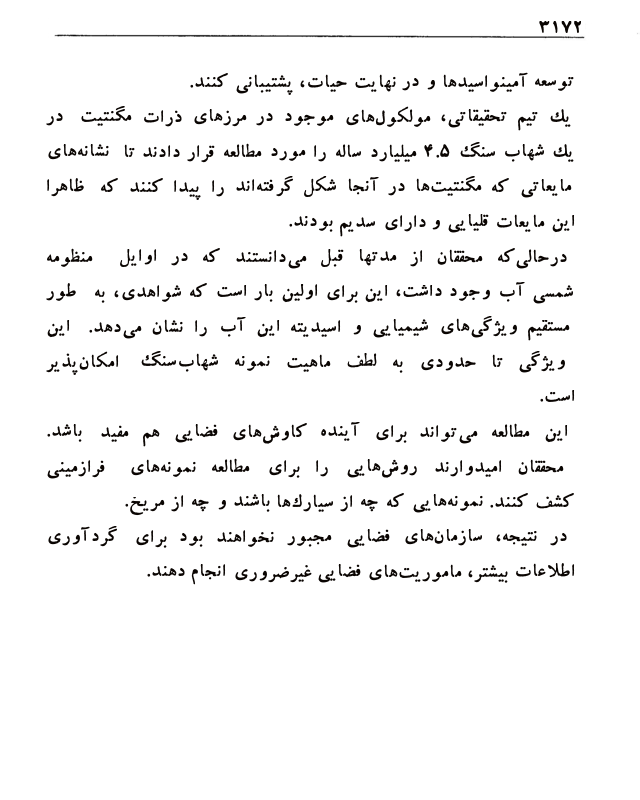 ۳۱۷۲
توسعه آمینواسیدها و در نهایت حیات، پشتیبانی کنند.
یك تیم تحقیقاتی، مولکول‌های موجود در مرزهای ذرات مگنتیت در
یك شهاب سنگ ۴.۵ میلیارد ساله را مورد مطالعه قرار دادند تا نشانه‌های
مایعاتی که مگنتیت‌ها در آنجا شکل گرفته‌اند را پیدا کنند که ظاهرا
این مایعات قلیایی و دارای سدیم بودند.
درحالی‌که محققان از مدتها قبل می‌دانستند که در اوایل منظومه
شمسی آب وجود داشت، این برای اولین بار است که شواهدی، به طور
مستقیم ویژگی‌های شیمیایی و اسیدیته این آب را نشان می‌دهد. این
ویژگی تا حدودی به لطف ماهیت نمونه شهاب‌سنگ امکان‌پذیر
است.
این مطالعه می‌تواند برای آینده کاوش‌های فضایی هم مفید باشد.
محققان امیدوارند روش‌هایی را برای مطالعه نمونه‌های فرازمینی
کشف کنند. نمونه‌هایی که چه از سیارك‌ها باشند و چه از مریخ.
در نتیجه، سازمان‌های فضایی مجبور نخواهند بود برای گردآوری
اطلاعات بیشتر، ماموریت‌های فضایی غیرضروری انجام دهند.